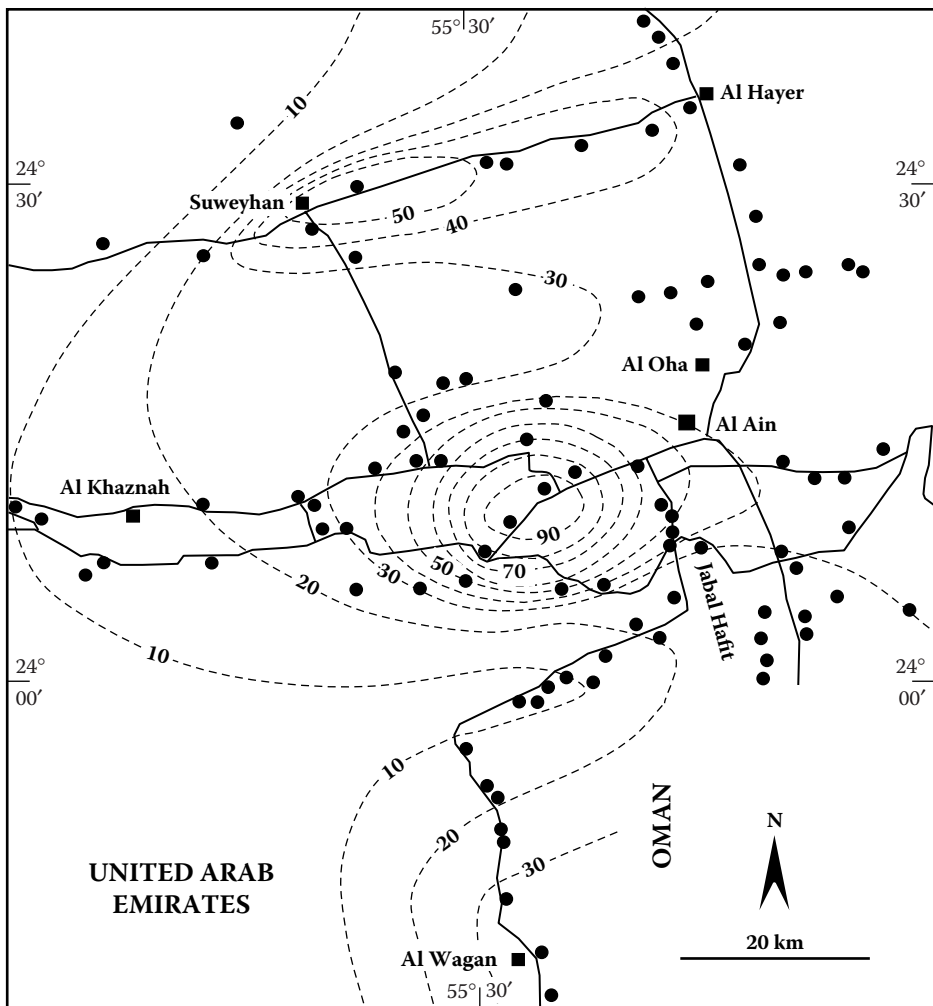 55° 30′
10
Al Hayer
24°
30′
24°
30′
Suweyhan
50
40
30
Al Oha
Al Ain
Al Khaznah
90
50
70
30
20
10
Jabal Hafit
24°
00′
24°
00′
10
20
30
OMAN
N
UNITED ARAB
EMIRATES
20 km
Al Wagan
55° 30′